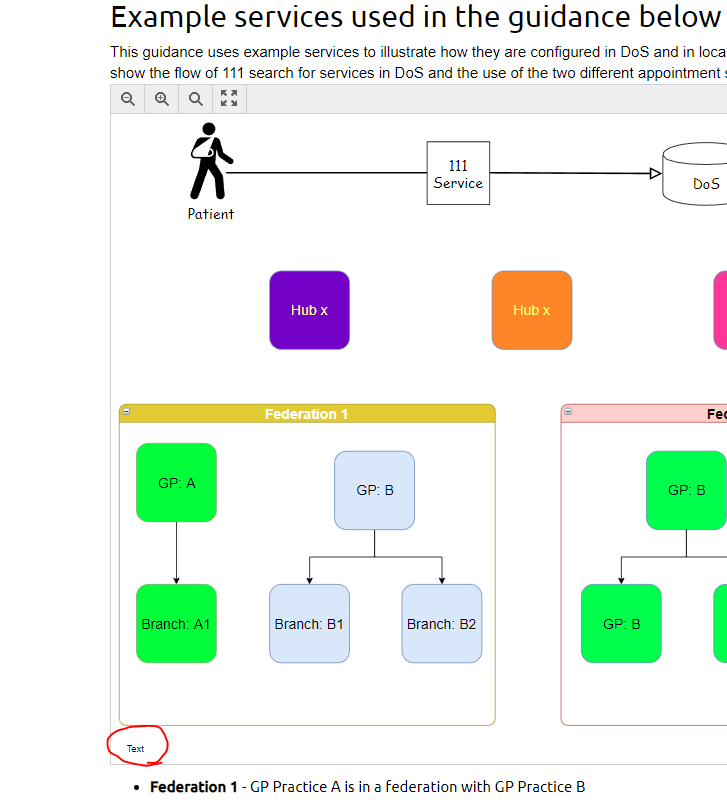 Example services used in the guidance below
This guidance uses example services to illustrate how they are configured in DoS and in loca
show the flow of 111 search for services in DoS and the use of the two different appointment
Patient
111
Service
DoS
Hub x
Hub x
Federation 1
Fed
GP: A
GP: B
GP: B
Branch: A1
Branch: B1
Branch: B2
GP: B
Text
Federation 1 - GP Practice A is in a federation with GP Practice B